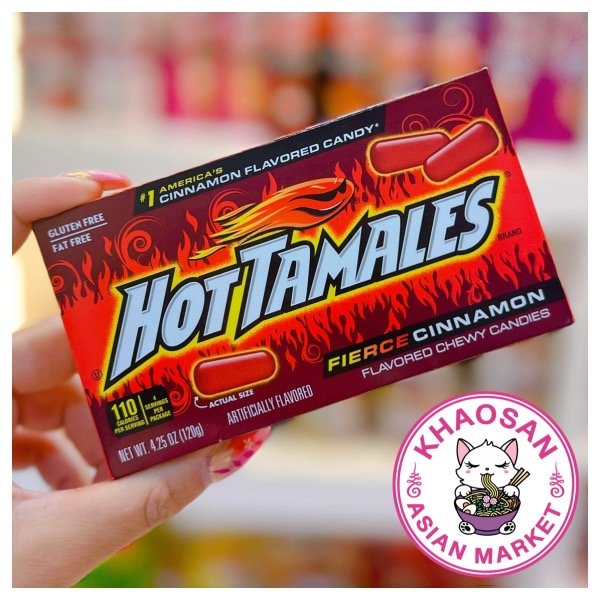 #1 AMERICA'S
CINNAMON FLAVORED CANDY*
GLUTEN FREE
FAT FREE
HOT TAMALES®
BRAND
FIERCE CINNAMON
FLAVORED CHEWY CANDIES
ACTUAL SIZE
ARTIFICIALLY FLAVORED
110
CALORIES
PER SERVING
4
SERVINGS
PER
PACKAGE
NET WT. 4.25 OZ (120g)
U
KHAOSAN
ASIAN MARKET